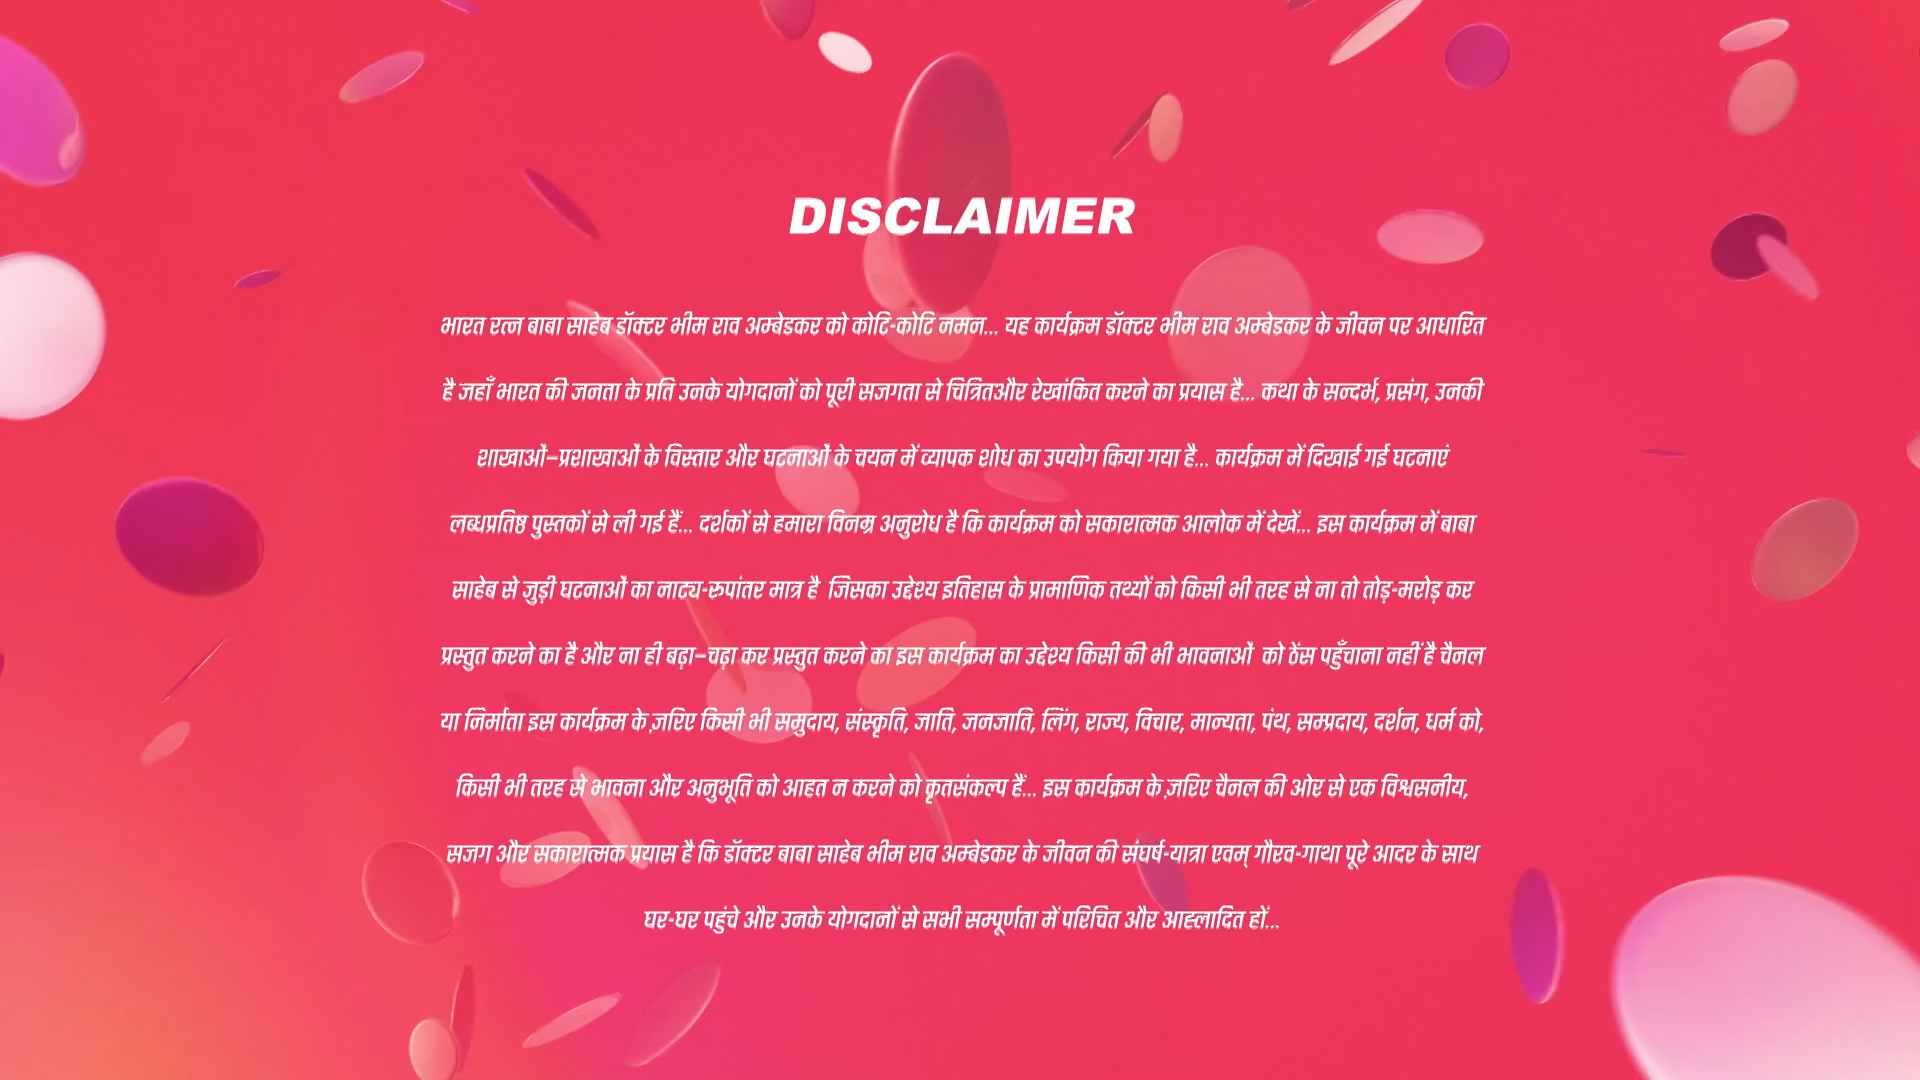 DISCLAIMER
भारत रत्न बाबा साहेब डॉक्टर भीम राव अम्बेडकर को कोटि-कोटि नमन... यह कार्यक्रम डॉक्टर भीम राव अम्बेडकर के जीवन पर आधारित
है जहाँ भारत की जनता के प्रति उनके योगदानों को पूरी सजगता से चित्रितऔर रेखांकित करने का प्रयास है... कथा के सन्दर्भ, प्रसंग, उनकी
शाखाओं–प्रशाखाओं के विस्तार और घटनाओं के चयन में व्यापक शोध का उपयोग किया गया है... कार्यक्रम में दिखाई गई घटनाएं
लब्धप्रतिष्ठ पुस्तकों से ली गई हैं... दर्शकों से हमारा विनम्र अनुरोध है कि कार्यक्रम को सकारात्मक आलोक में देखें... इस कार्यक्रम में बाबा
साहेब से जुड़ी घटनाओं का नाट्य-रुपांतर मात्र है जिसका उद्देश्य इतिहास के प्रामाणिक तथ्यों को किसी भी तरह से ना तो तोड़-मरोड़ कर
प्रस्तुत करने का है और ना ही बढ़ा–चढ़ा कर प्रस्तुत करने का इस कार्यक्रम का उद्देश्य किसी की भी भावनाओं को ठेंस पहुँचाना नहीं है चैनल
या निर्माता इस कार्यक्रम के ज़रिए किसी भी समुदाय, संस्कृति, जाति, जनजाति, लिंग, राज्य, विचार, मान्यता, पंथ, सम्प्रदाय, दर्शन, धर्म को,
किसी भी तरह से भावना और अनुभूति को आहत न करने को कृतसंकल्प हैं... इस कार्यक्रम के ज़रिए चैनल की ओर से एक विश्वसनीय,
सजग और सकारात्मक प्रयास है कि डॉक्टर बाबा साहेब भीम राव अम्बेडकर के जीवन की संघर्ष-यात्रा एवम् गौरव-गाथा पूरे आदर के साथ
घर-घर पहुंचे और उनके योगदानों से सभी सम्पूर्णता में परिचित और आह्लादित हों...